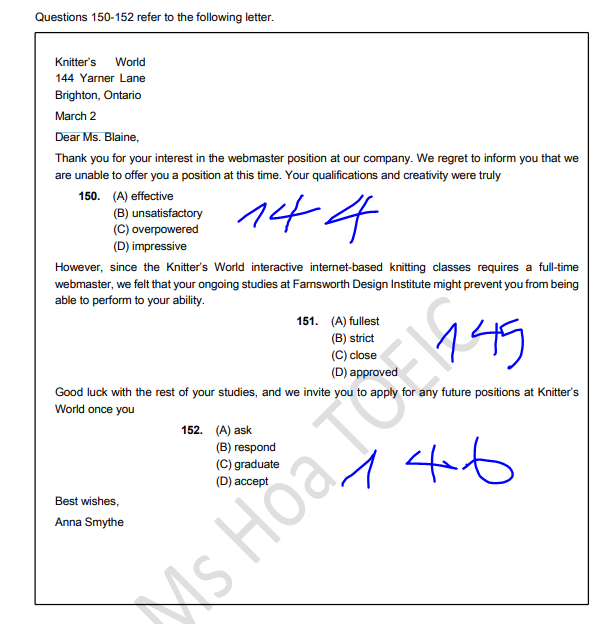 Questions 150-152 refer to the following letter.
Knitter's World
144 Yarner Lane
Brighton, Ontario
March 2
Dear Ms. Blaine,
Thank you for your interest in the webmaster position at our company. We regret to inform you that we
are unable to offer you a position at this time. Your qualifications and creativity were truly
150. (A) effective
(B) unsatisfactory
(C) overpowered
(D) impressive
144
However, since the Knitter's World interactive internet-based knitting classes requires a full-time
webmaster, we felt that your ongoing studies at Farnsworth Design Institute might prevent you from being
able to perform to your ability.
151. (A) fullest
(B) strict
(C) close
(D) approved
145
Good luck with the rest of your studies, and we invite you to apply for any future positions at Knitter's
World once you
152. (A) ask
(B) respond
(C) graduate
(D) accept
146
Best wishes,
Anna Smythe
Ms Hoa TOEIC